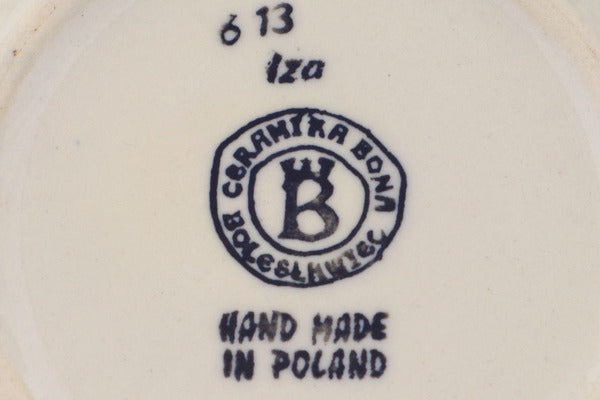 6 13
Iza
CERAMIKA BONA
BOLESŁAWIEC
B
HAND MADE
IN POLAND